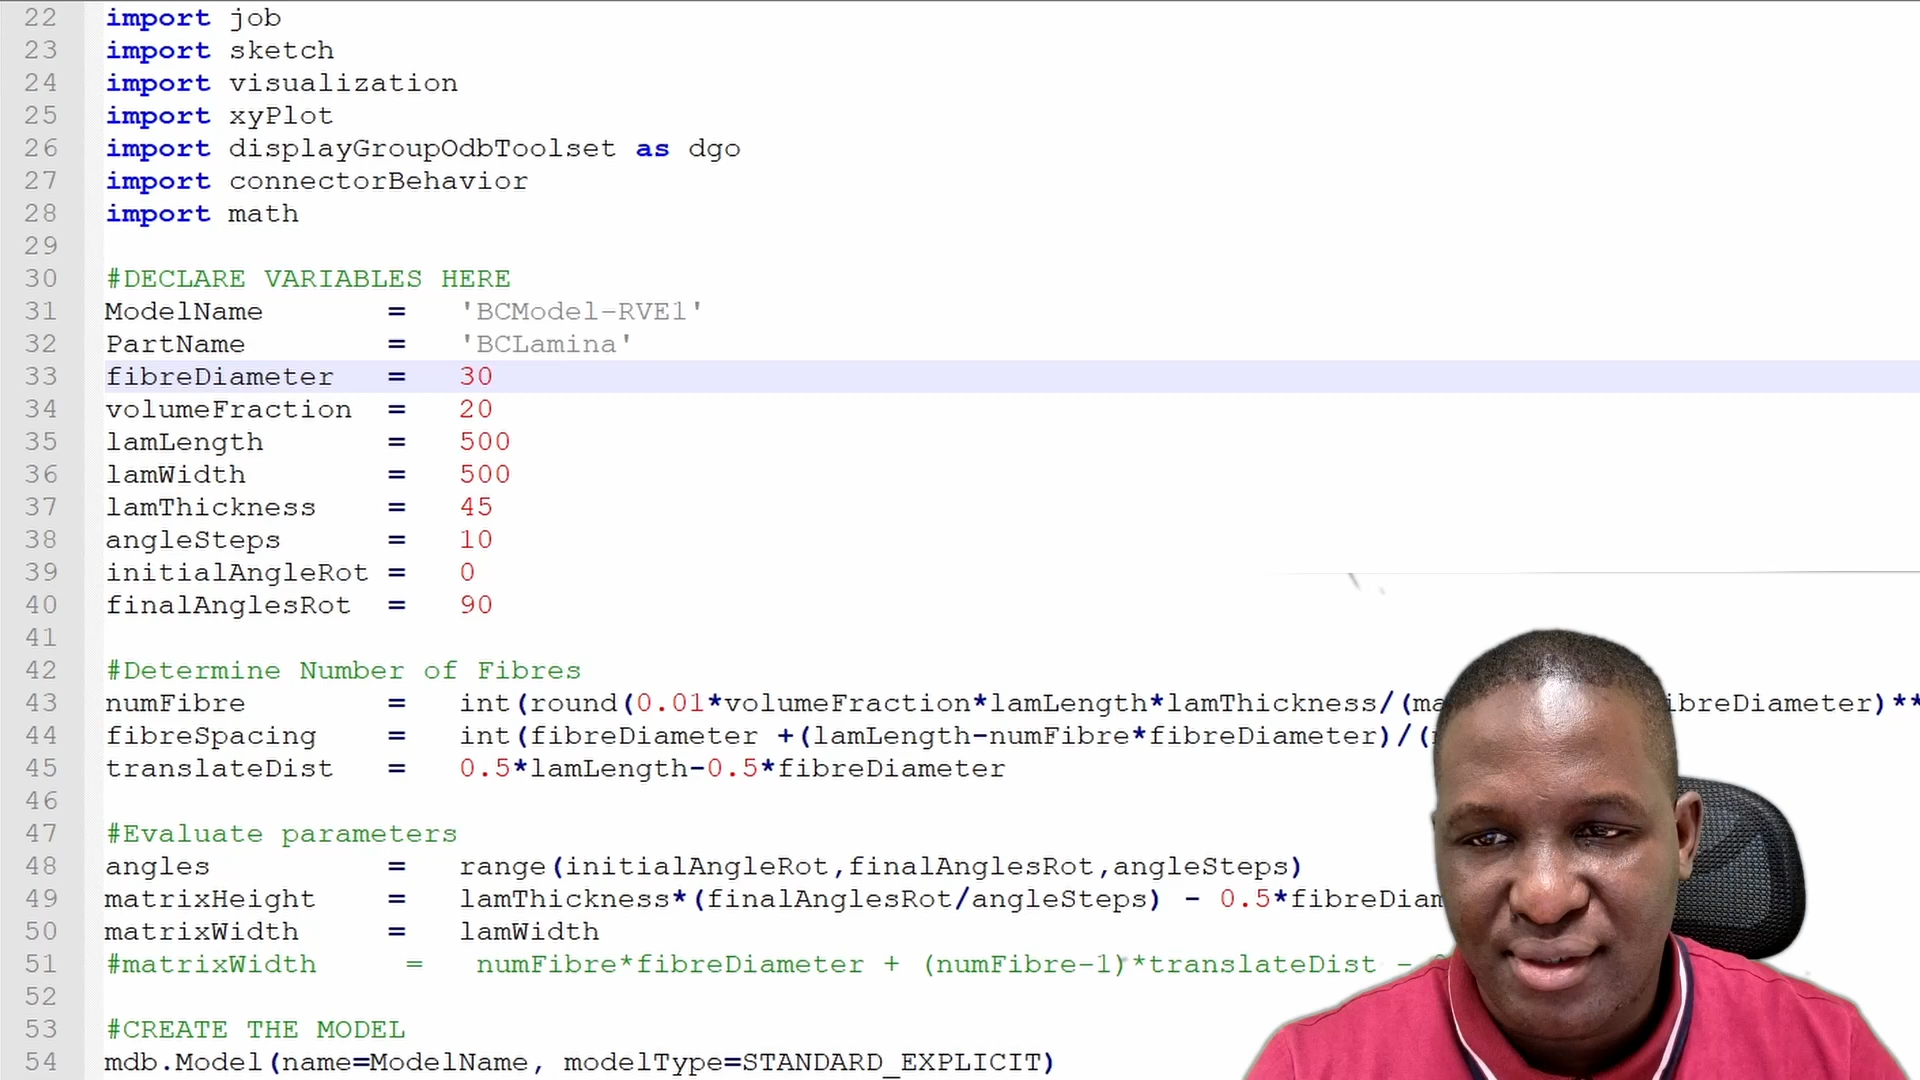 22 import job
23 import sketch
24 import visualization
25 import xyPlot
26 import displayGroupOdbToolset as dgo
27 import connectorBehavior
28 import math
29
30 #DECLARE VARIABLES HERE
31 ModelName = 'BCModel-RVE1'
32 PartName = 'BCLamina'
33 fibreDiameter = 30
34 volumeFraction = 20
35 lamLength = 500
36 lamWidth = 500
37 lamThickness = 45
38 angleSteps = 10
39 initialAngleRot = 0
40 finalAnglesRot = 90
41
42 #Determine Number of Fibres
43 numFibre = int(round(0.01*volumeFraction*lamLength*lamThickness/( ibreDiameter)**
44 fibreSpacing = int(fibreDiameter +(lamLength-numFibre*fibreDiameter)/(
45 translateDist = 0.5*lamLength-0.5*fibreDiameter
46
47 #Evaluate parameters
48 angles = range(initialAngleRot,finalAnglesRot,angleSteps)
49 matrixHeight = lamThickness*(finalAnglesRot/angleSteps) - 0.5*fibreDiam
50 matrixWidth = lamWidth
51 #matrixWidth = numFibre*fibreDiameter + (numFibre-1)*translateDist -
52
53 #CREATE THE MODEL
54 mdb.Model(name=ModelName, modelType=STANDARD_EXPLICIT)